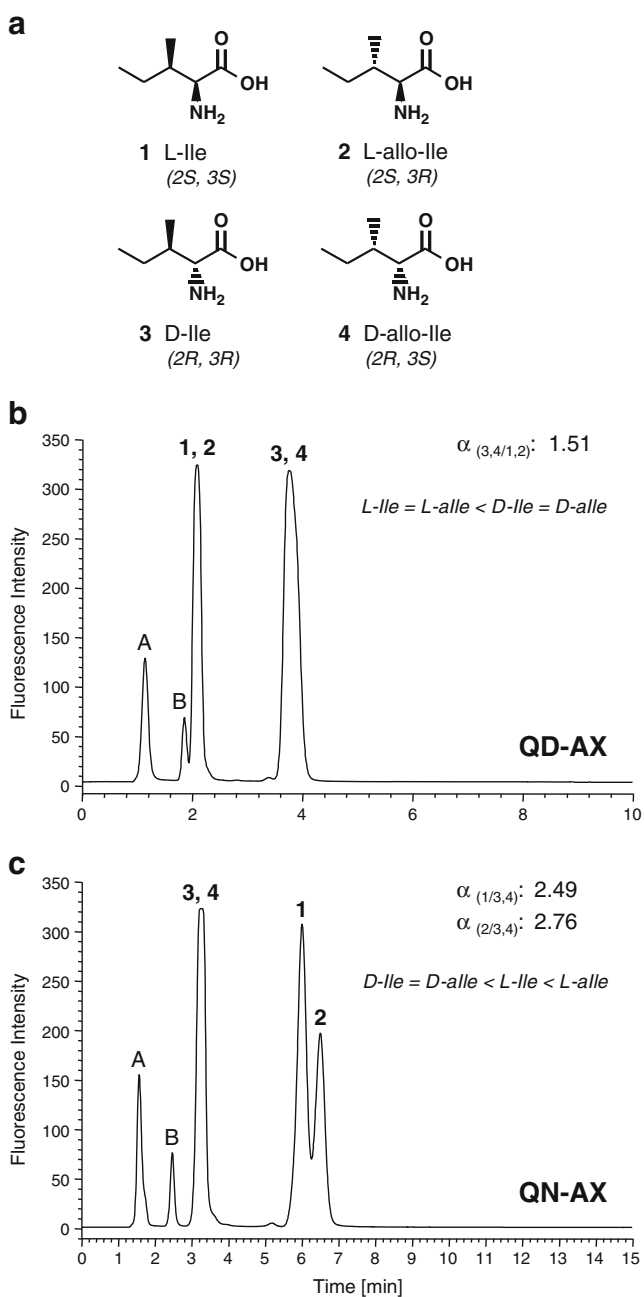 a
O
OH
NH2
1 L-Ile
(2S, 3S)
O
OH
NH2
2 L-allo-Ile
(2S, 3R)
O
OH
NH2
3 D-Ile
(2R, 3R)
O
OH
NH2
4 D-allo-Ile
(2R, 3S)
b
350
300
250
200
150
100
50
0
Fluorescence Intensity
A
B
1, 2
3, 4
α (3,4/1,2): 1.51
L-Ile = L-aIle < D-Ile = D-aIle
QD-AX
0 2 4 6 8 10
c
350
300
250
200
150
100
50
0
Fluorescence Intensity
A
B
3, 4
1
2
α (1/3,4): 2.49
α (2/3,4): 2.76
D-Ile = D-aIle < L-Ile < L-aIle
QN-AX
0 1 2 3 4 5 6 7 8 9 10 11 12 13 14 15
Time [min]